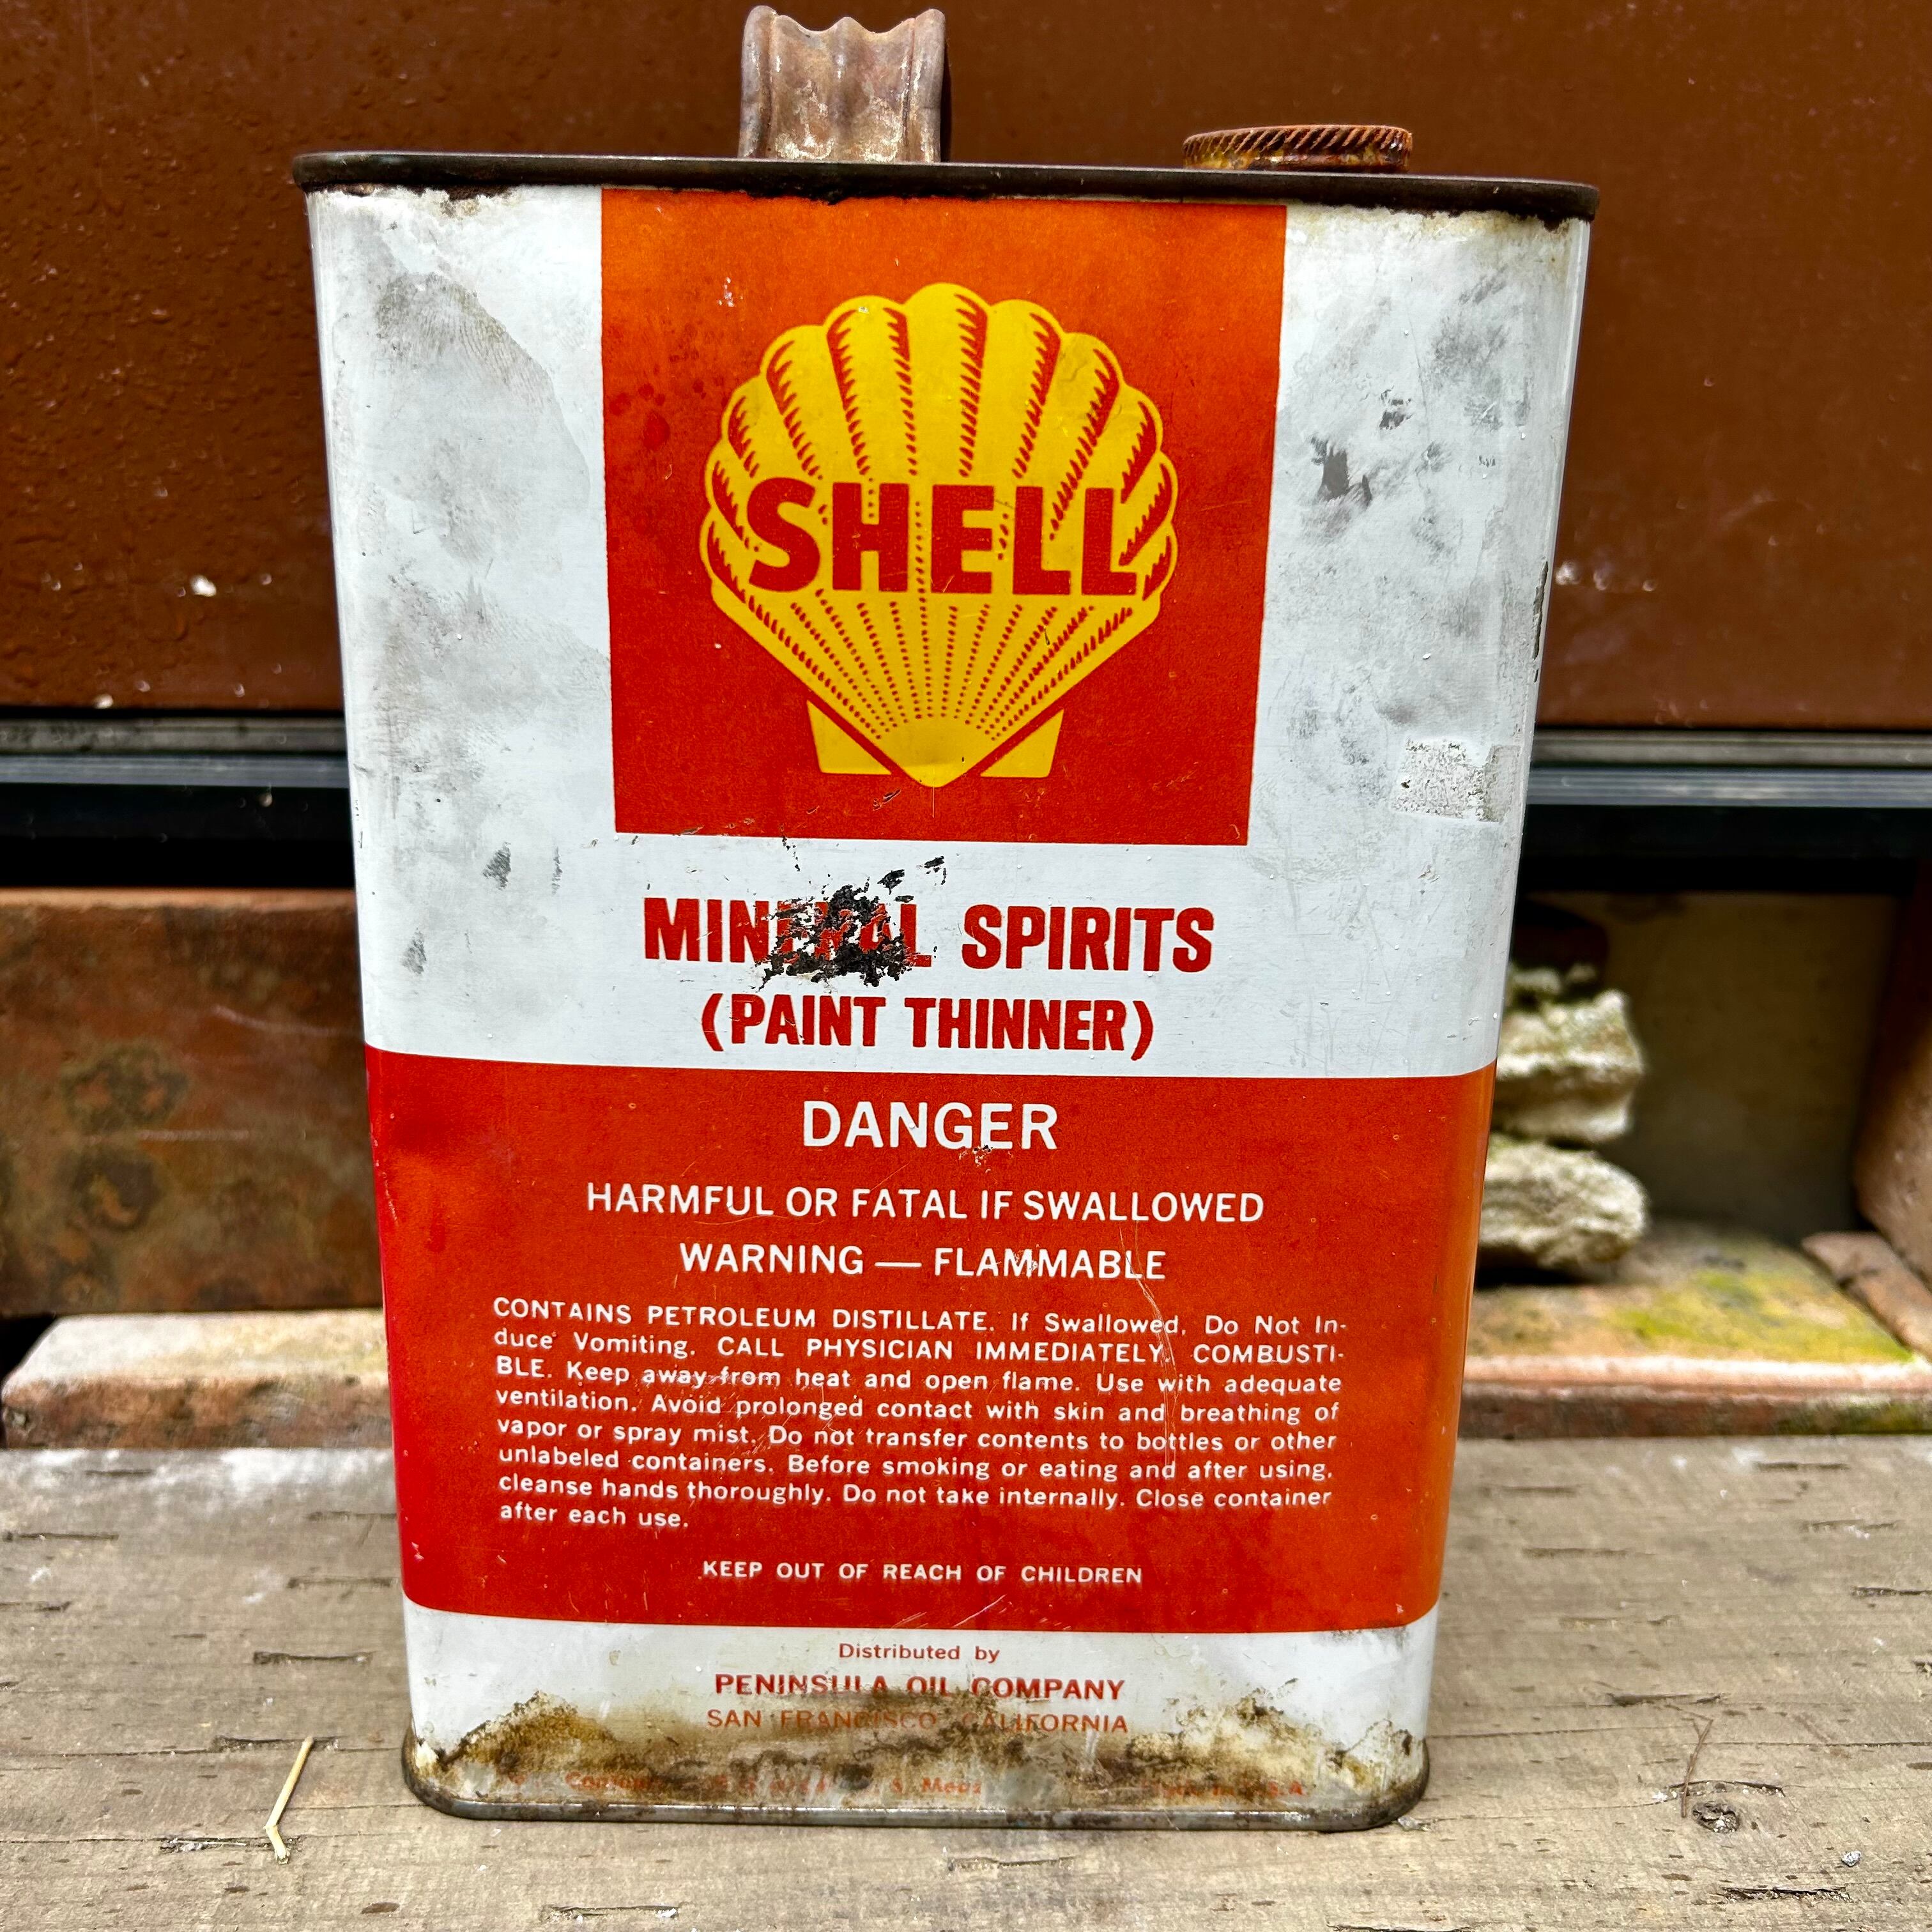 SHELL
MINERAL SPIRITS
(PAINT THINNER)
DANGER
HARMFUL OR FATAL IF SWALLOWED
WARNING — FLAMMABLE
CONTAINS PETROLEUM DISTILLATE. If Swallowed, Do Not In-
duce Vomiting. CALL PHYSICIAN IMMEDIATELY. COMBUSTI-
BLE. Keep away from heat and open flame. Use with adequate
ventilation. Avoid prolonged contact with skin and breathing of
vapor or spray mist. Do not transfer contents to bottles or other
unlabeled containers. Before smoking or eating and after using,
cleanse hands thoroughly. Do not take internally. Close container
after each use.
KEEP OUT OF REACH OF CHILDREN
Distributed by
PENINSULA OIL COMPANY
SAN FRANCISCO, CALIFORNIA